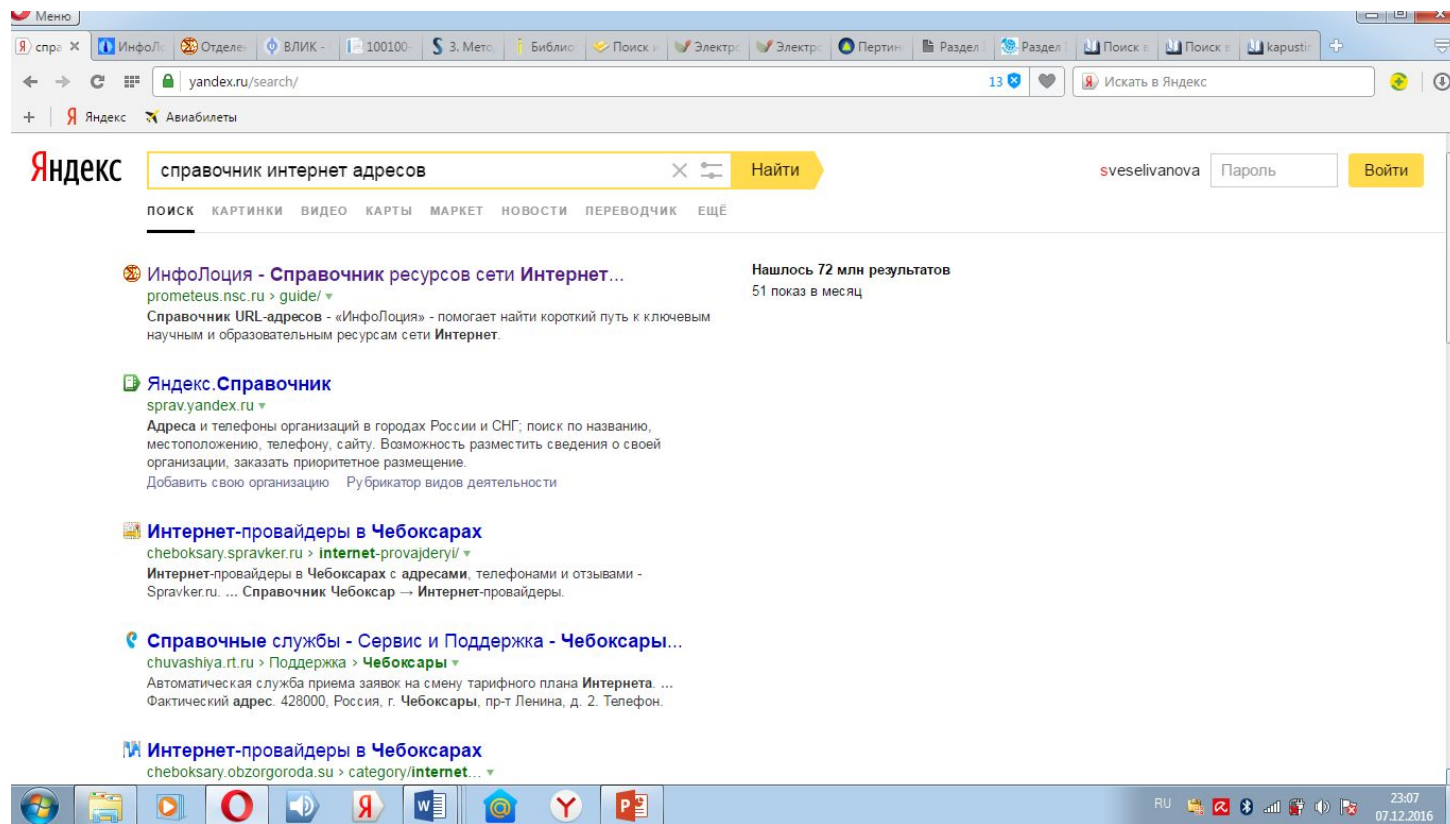 Меню
спра ИнфоЛо Отделе ВЛИК - 100100- 3. Мето Библио Поиск и Электро Электро Пертин Раздел Раздел Поиск в Поиск в kapustin
yandex.ru/search/ 13 Искать в Яндекс
Яндекс Авиабилеты
Яндекс справочник интернет адресов Найти sveselivanova Пароль Войти
ПОИСК КАРТИНКИ ВИДЕО КАРТЫ МАРКЕТ НОВОСТИ ПЕРЕВОДЧИК ЕЩЁ
ИнфоЛоция - Справочник ресурсов сети Интернет...
prometeus.nsc.ru › guide/
Справочник URL-адресов - «ИнфоЛоция» - помогает найти короткий путь к ключевым
научным и образовательным ресурсам сети Интернет.
Нашлось 72 млн результатов
51 показ в месяц
Яндекс.Справочник
sprav.yandex.ru
Адреса и телефоны организаций в городах России и СНГ; поиск по названию,
местоположению, телефону, сайту. Возможность разместить сведения о своей
организации, заказать приоритетное размещение.
Добавить свою организацию Рубрикатор видов деятельности
Интернет-провайдеры в Чебоксарах
cheboksary.spravker.ru › internet-provajderyi/
Интернет-провайдеры в Чебоксарах с адресами, телефонами и отзывами -
Spravker.ru. ... Справочник Чебоксар → Интернет-провайдеры.
Справочные службы - Сервис и Поддержка - Чебоксары...
chuvashiya.rt.ru › Поддержка › Чебоксары
Автоматическая служба приема заявок на смену тарифного плана Интернета. ...
Фактический адрес. 428000, Россия, г. Чебоксары, пр-т Ленина, д. 2. Телефон.
Интернет-провайдеры в Чебоксарах
cheboksary.obzorgoroda.su › category/internet...
RU 23:07
07.12.2016